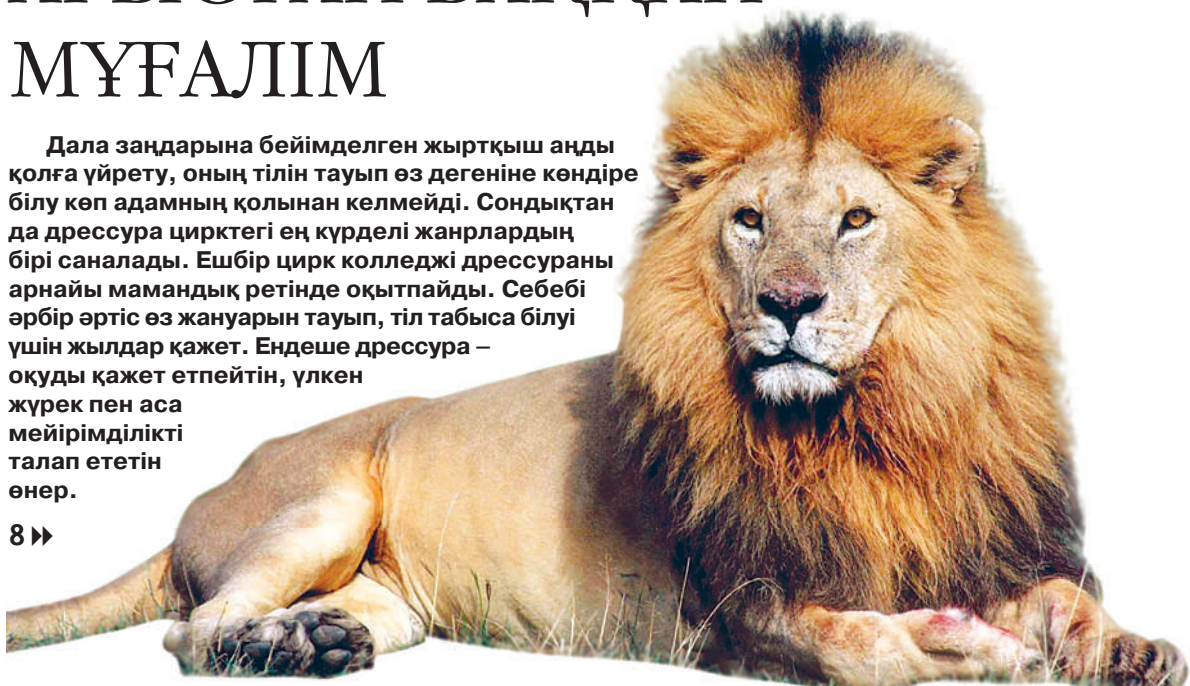 МҰҒАЛІМ
Дала заңдарына бейімделген жыртқыш аңды
қолға үйрету, оның тілін тауып өз дегеніне көндіре
білу көп адамның қолынан келмейді. Сондықтан
да дрессура цирктегі ең күрделі жанрлардың
бірі саналады. Ешбір цирк колледжі дрессураны
арнайы мамандық ретінде оқытпайды. Себебі
әрбір әртіс өз жануарын тауып, тіл табыса білуі
үшін жылдар қажет. Ендеше дрессура –
оқуды қажет етпейтін, үлкен
жүрек пен аса
мейірімділікті
талап ететін
өнер.
8